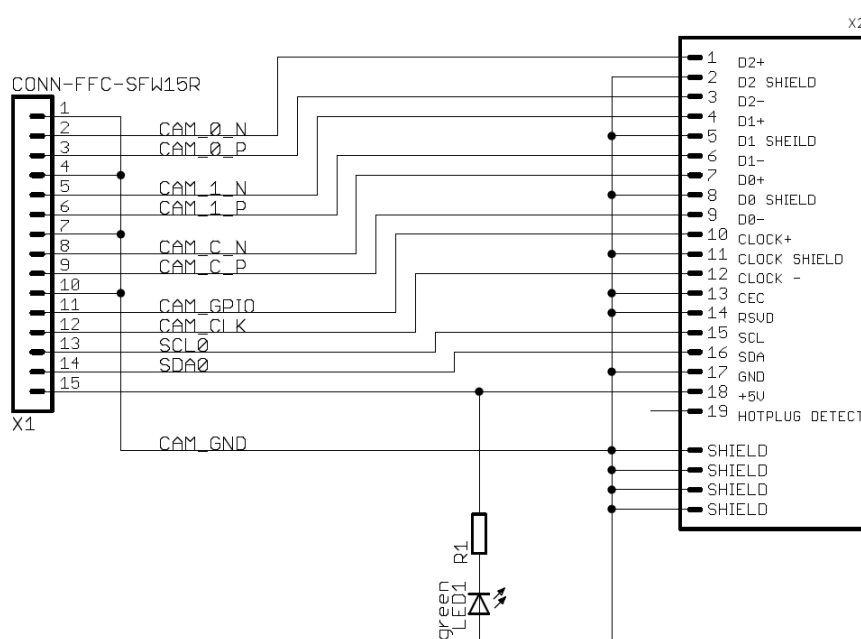 X2
CONN-FFC-SFW15R
1
2 CAM_0_N
3 CAM_0_P
4
5 CAM_1_N
6 CAM_1_P
7
8 CAM_C_N
9 CAM_C_P
10
11 CAM_GPIO
12 CAM_CLK
13 SCL0
14 SDA0
15
X1
CAM_GND
1 D2+
2 D2 SHIELD
3 D2-
4 D1+
5 D1 SHEILD
6 D1-
7 D0+
8 D0 SHIELD
9 D0-
10 CLOCK+
11 CLOCK SHIELD
12 CLOCK -
13 CEC
14 RSVD
15 SCL
16 SDA
17 GND
18 +5V
19 HOTPLUG DETECT
SHIELD
SHIELD
SHIELD
SHIELD
R1
green
LED1